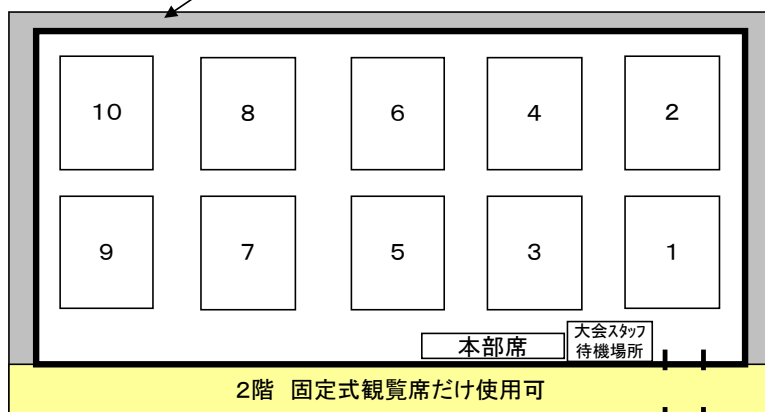 10 8 6 4 2
9 7 5 3 1
本部席
大会スタッフ
待機場所
2階 固定式観覧席だけ使用可